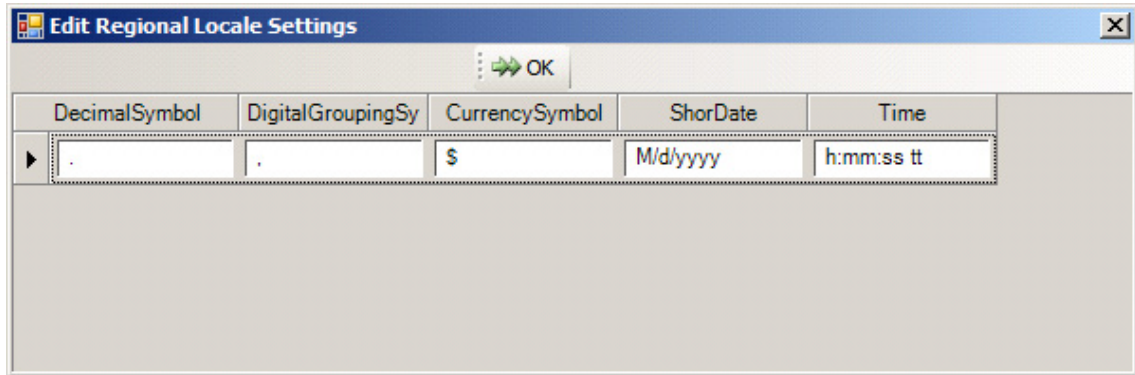 Edit Regional Locale Settings
OK
DecimalSymbol DigitalGroupingSy CurrencySymbol ShorDate Time
. , $ M/d/yyyy h:mm:ss tt